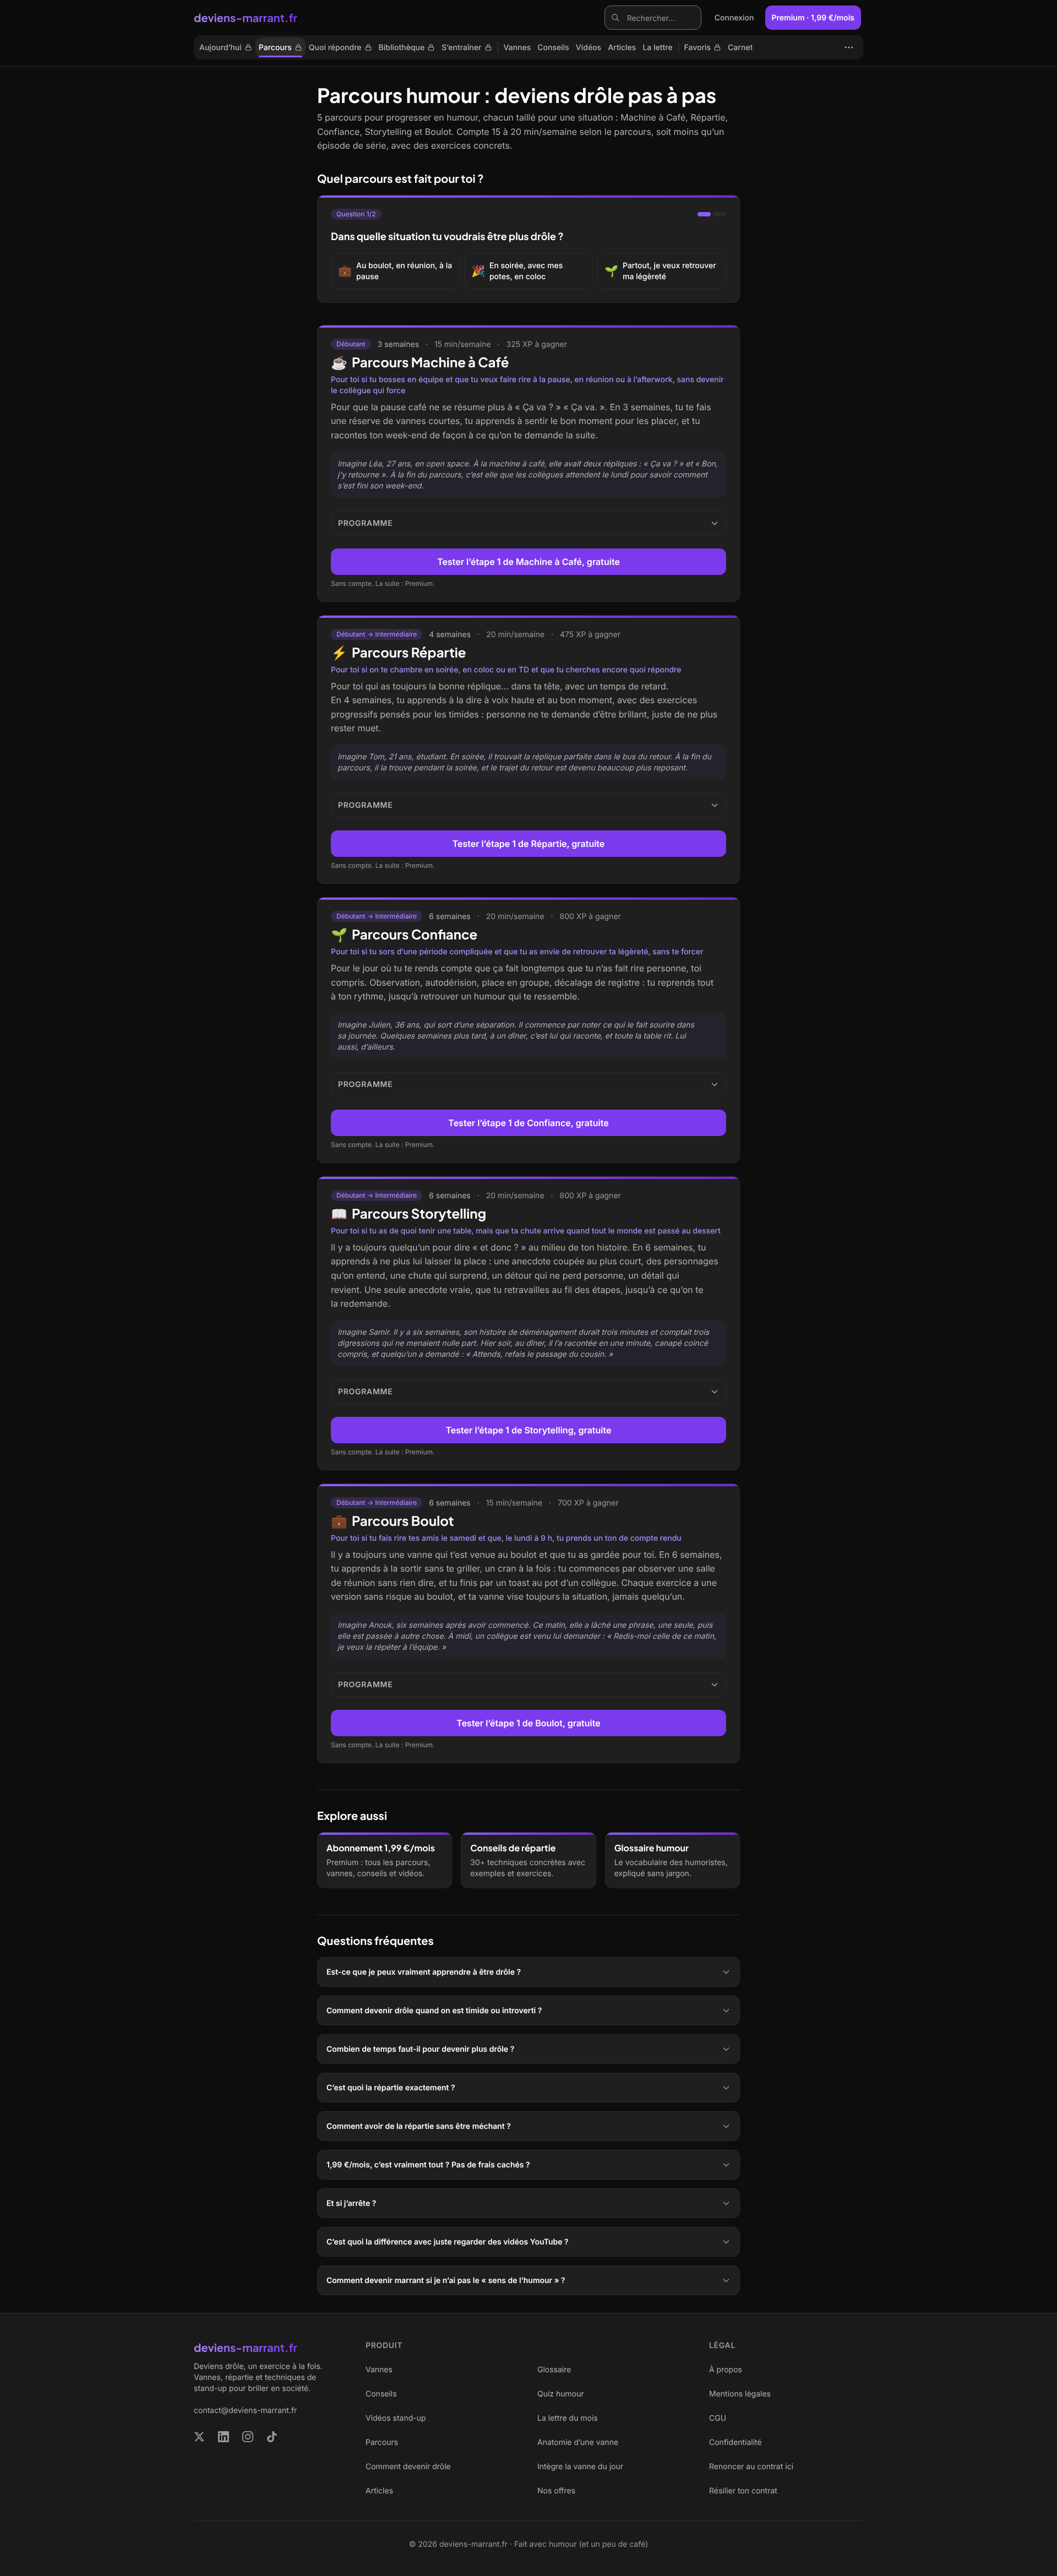 deviens-marrant.fr
Rechercher...
Connexion
Premium · 1,99 €/mois
Aujourd'hui
Parcours
Quoi répondre
Bibliothèque
S'entraîner
Vannes
Conseils
Vidéos
Articles
La lettre
Favoris
Carnet
Parcours humour : deviens drôle pas à pas
5 parcours pour progresser en humour, chacun taillé pour une situation : Machine à Café, Répartie,
Confiance, Storytelling et Boulot. Compte 15 à 20 min/semaine selon le parcours, soit moins qu'un
épisode de série, avec des exercices concrets.
Quel parcours est fait pour toi ?
Question 1/2
Dans quelle situation tu voudrais être plus drôle ?
Au boulot, en réunion, à la
pause
En soirée, avec mes
potes, en coloc
Partout, je veux retrouver
ma légèreté
Débutant
3 semaines · 15 min/semaine · 325 XP à gagner
Parcours Machine à Café
Pour toi si tu bosses en équipe et que tu veux faire rire à la pause, en réunion ou à l'afterwork, sans devenir
le collègue qui force
Pour que la pause café ne se résume plus à « Ça va ? » « Ça va. ». En 3 semaines, tu te fais
une réserve de vannes courtes, tu apprends à sentir le bon moment pour les placer, et tu
racontes ton week-end de façon à ce qu'on te demande la suite.
Imagine Léa, 27 ans, en open space. À la machine à café, elle avait deux répliques : « Ça va ? » et « Bon,
j'y retourne ». À la fin du parcours, c'est elle que les collègues attendent le lundi pour savoir comment
s'est fini son week-end.
PROGRAMME
Tester l'étape 1 de Machine à Café, gratuite
Sans compte. La suite : Premium.
Débutant → Intermédiaire
4 semaines · 20 min/semaine · 475 XP à gagner
Parcours Répartie
Pour toi si on te chambre en soirée, en coloc ou en TD et que tu cherches encore quoi répondre
Pour toi qui as toujours la bonne réplique… dans ta tête, avec un temps de retard.
En 4 semaines, tu apprends à la dire à voix haute et au bon moment, avec des exercices
progressifs pensés pour les timides : personne ne te demande d'être brillant, juste de ne plus
rester muet.
Imagine Tom, 21 ans, étudiant. En soirée, il trouvait la réplique parfaite dans le bus du retour. À la fin du
parcours, il la trouve pendant la soirée, et le trajet du retour est devenu beaucoup plus reposant.
PROGRAMME
Tester l'étape 1 de Répartie, gratuite
Sans compte. La suite : Premium.
Débutant → Intermédiaire
6 semaines · 20 min/semaine · 800 XP à gagner
Parcours Confiance
Pour toi si tu sors d'une période compliquée et que tu as envie de retrouver ta légèreté, sans te forcer
Pour le jour où tu te rends compte que ça fait longtemps que tu n'as fait rire personne, toi
compris. Observation, autodérision, place en groupe, décalage de registre : tu reprends tout
à ton rythme, jusqu'à retrouver un humour qui te ressemble.
Imagine Julien, 36 ans, qui sort d'une séparation. Il commence par noter ce qui le fait sourire dans
sa journée. Quelques semaines plus tard, à un dîner, c'est lui qui raconte, et toute la table rit. Lui
aussi, d'ailleurs.
PROGRAMME
Tester l'étape 1 de Confiance, gratuite
Sans compte. La suite : Premium.
Débutant → Intermédiaire
6 semaines · 20 min/semaine · 800 XP à gagner
Parcours Storytelling
Pour toi si tu as de quoi tenir une table, mais que ta chute arrive quand tout le monde est passé au dessert
Il y a toujours quelqu'un pour dire « et donc ? » au milieu de ton histoire. En 6 semaines, tu
apprends à ne plus lui laisser la place : une anecdote coupée au plus court, des personnages
qu'on entend, une chute qui surprend, un détour qui ne perd personne, un détail qui
revient. Une seule anecdote vraie, que tu retravailles au fil des étapes, jusqu'à ce qu'on te
la redemande.
Imagine Samir. Il y a six semaines, son histoire de déménagement durait trois minutes et comptait trois
digressions qui ne menaient nulle part. Hier soir, au dîner, il l'a racontée en une minute, canapé coincé
compris, et quelqu'un a demandé : « Attends, refais le passage du cousin. »
PROGRAMME
Tester l'étape 1 de Storytelling, gratuite
Sans compte. La suite : Premium.
Débutant → Intermédiaire
6 semaines · 15 min/semaine · 700 XP à gagner
Parcours Boulot
Pour toi si tu fais rire tes amis le samedi et que, le lundi à 9 h, tu prends un ton de compte rendu
Il y a toujours une vanne qui t'est venue au boulot et que tu as gardée pour toi. En 6 semaines,
tu apprends à la sortir sans te griller, un cran à la fois : tu commences par observer une salle
de réunion sans rien dire, et tu finis par un toast au pot d'un collègue. Chaque exercice a une
version sans risque au boulot, et ta vanne vise toujours la situation, jamais quelqu'un.
Imagine Anouk, six semaines après avoir commencé. Ce matin, elle a lâché une phrase, une seule, puis
elle est passée à autre chose. À midi, un collègue est venu lui demander : « Redis-moi celle de ce matin,
je veux la répéter à l'équipe. »
PROGRAMME
Tester l'étape 1 de Boulot, gratuite
Sans compte. La suite : Premium.
Explore aussi
Abonnement 1,99 €/mois
Premium : tous les parcours,
vannes, conseils et vidéos.
Conseils de répartie
30+ techniques concrètes avec
exemples et exercices.
Glossaire humour
Le vocabulaire des humoristes,
expliqué sans jargon.
Questions fréquentes
Est-ce que je peux vraiment apprendre à être drôle ?
Comment devenir drôle quand on est timide ou introverti ?
Combien de temps faut-il pour devenir plus drôle ?
C'est quoi la répartie exactement ?
Comment avoir de la répartie sans être méchant ?
1,99 €/mois, c'est vraiment tout ? Pas de frais cachés ?
Et si j'arrête ?
C'est quoi la différence avec juste regarder des vidéos YouTube ?
Comment devenir marrant si je n'ai pas le « sens de l'humour » ?
deviens-marrant.fr
Deviens drôle, un exercice à la fois.
Vannes, répartie et techniques de
stand-up pour briller en société.
contact@deviens-marrant.fr
PRODUIT
Vannes
Conseils
Vidéos stand-up
Parcours
Comment devenir drôle
Articles
Glossaire
Quiz humour
La lettre du mois
Anatomie d'une vanne
Intègre la vanne du jour
Nos offres
LÉGAL
À propos
Mentions légales
CGU
Confidentialité
Renoncer au contrat ici
Résilier ton contrat
© 2026 deviens-marrant.fr · Fait avec humour (et un peu de café)